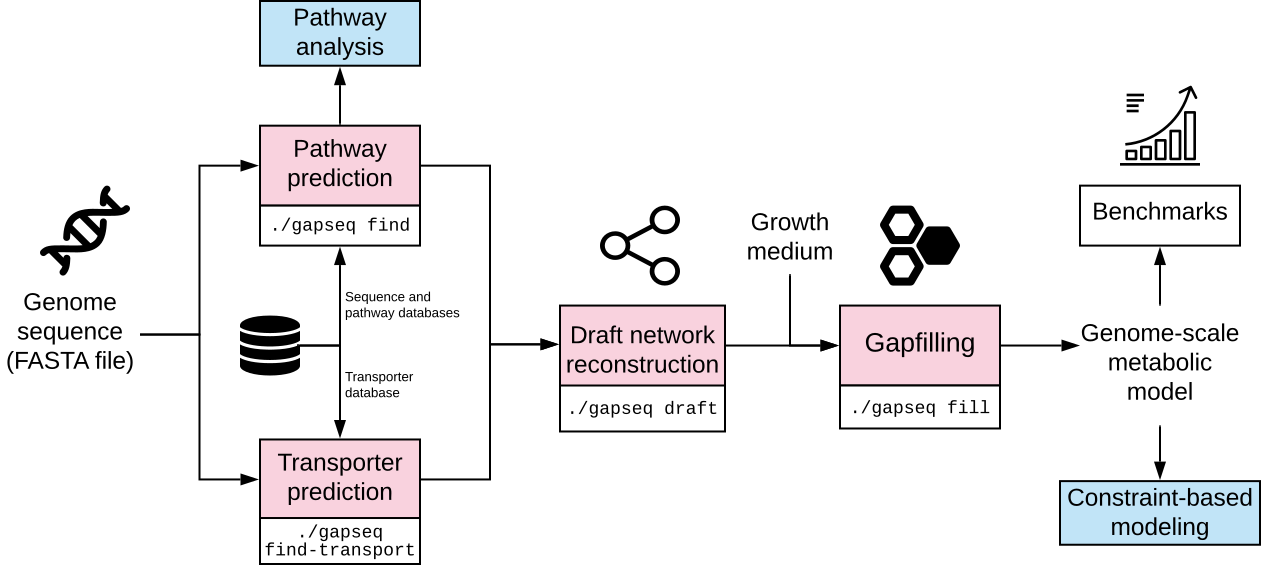 Pathway
analysis
Pathway
prediction
./gapseq find
Genome
sequence
(FASTA file)
Sequence and
pathway databases
Transporter
database
Transporter
prediction
./gapseq
find-transport
Draft network
reconstruction
./gapseq draft
Growth
medium
Gapfilling
./gapseq fill
Benchmarks
Genome-scale
metabolic
model
Constraint-based
modeling